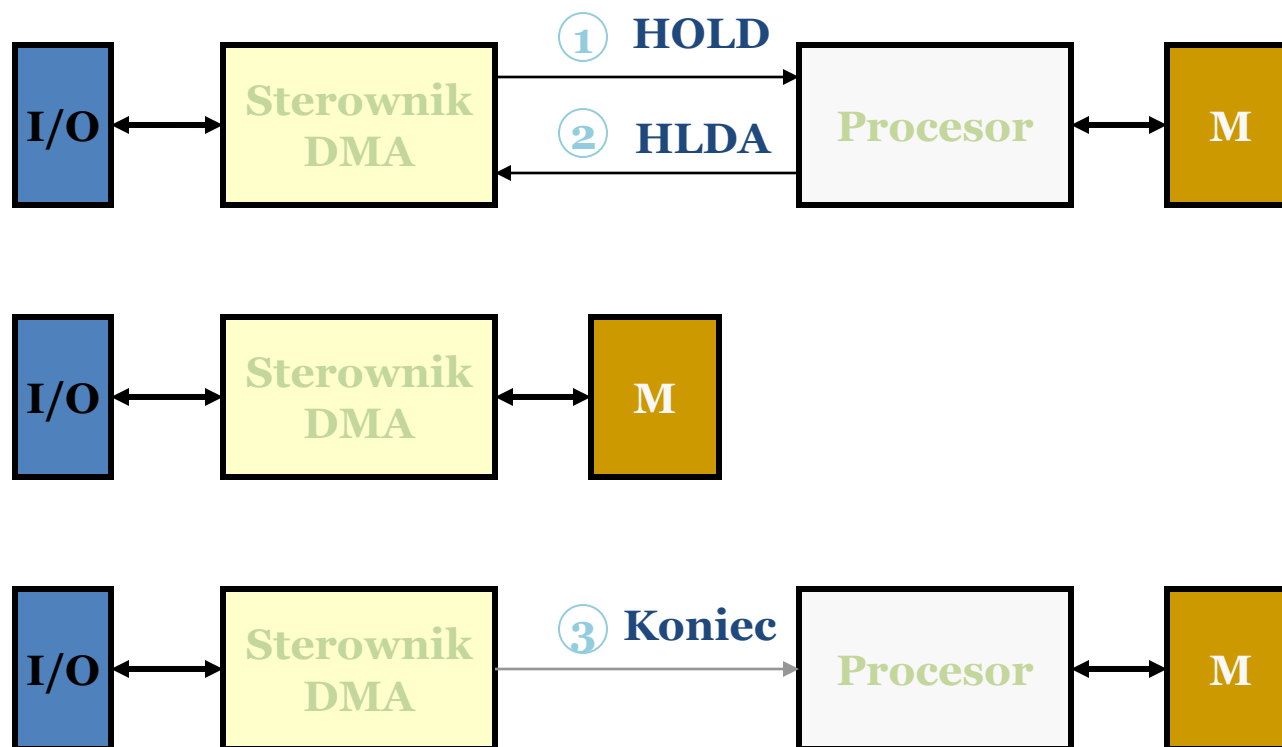 ① HOLD
I/O
Sterownik
DMA
② HLDA
Procesor
M
I/O
Sterownik
DMA
M
③ Koniec
I/O
Sterownik
DMA
Procesor
M